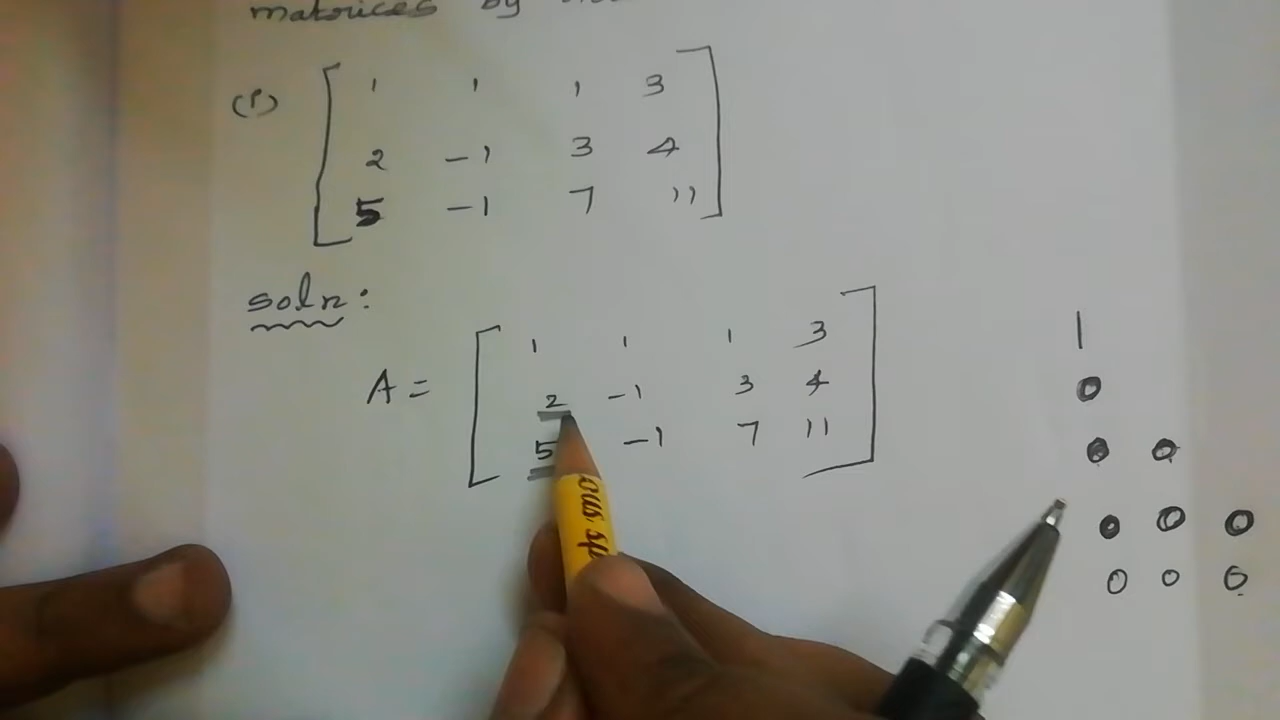 matrices by
(i) 1 1 1 3
2 -1 3 4
5 -1 7 11
soln:
1 1 1 3
A = 2 -1 3 4
5 -1 7 11
1
0
0 0
0 0 0
0 0 0